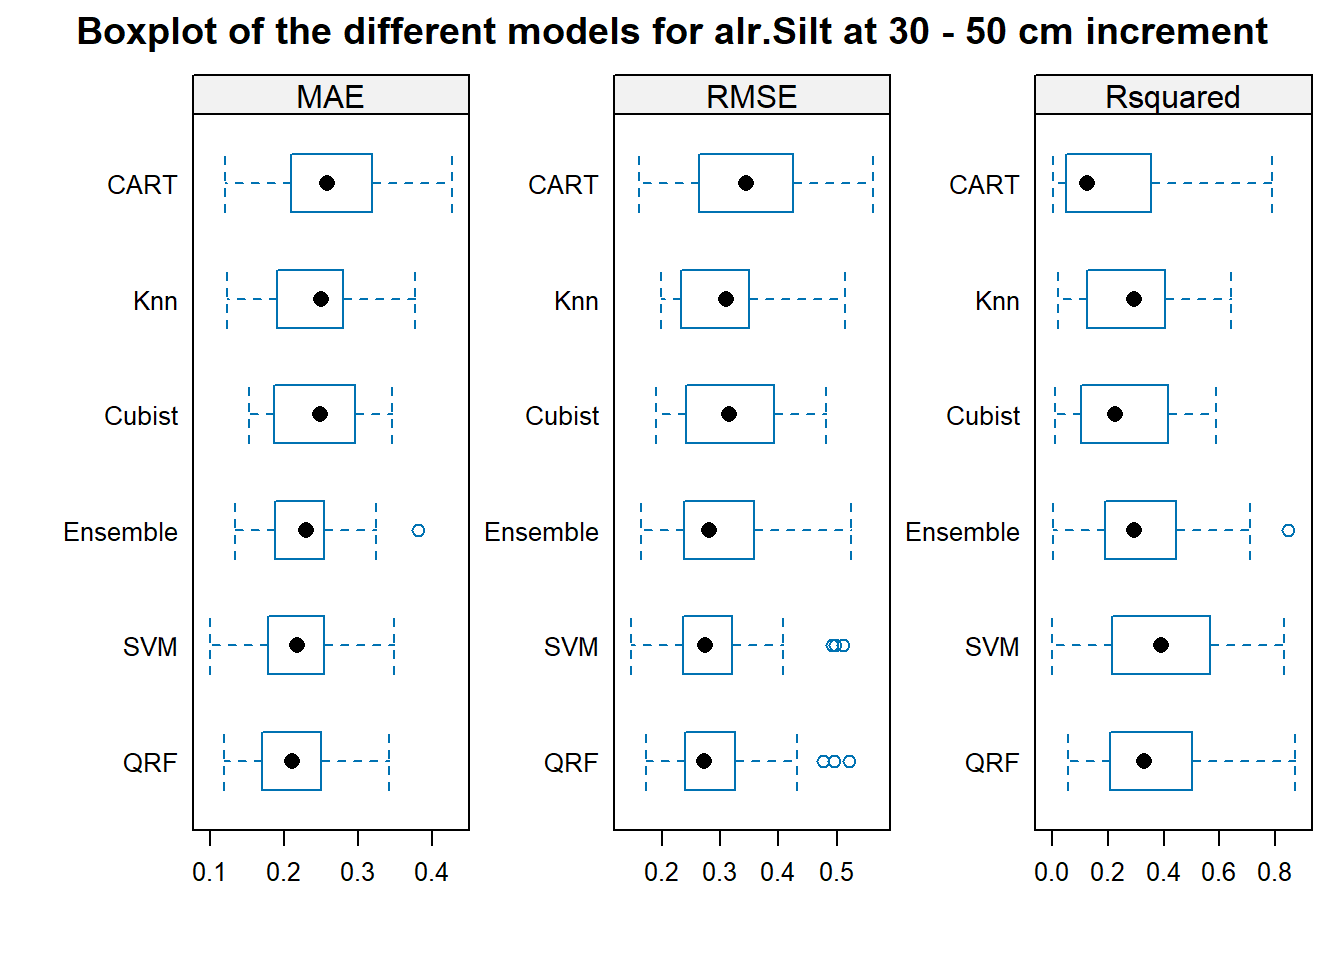 Boxplot of the different models for alr.Silt at 30 - 50 cm increment
MAE
CART
Knn
Cubist
Ensemble
SVM
QRF
0.1 0.2 0.3 0.4
RMSE
CART
Knn
Cubist
Ensemble
SVM
QRF
0.2 0.3 0.4 0.5
Rsquared
CART
Knn
Cubist
Ensemble
SVM
QRF
0.0 0.2 0.4 0.6 0.8